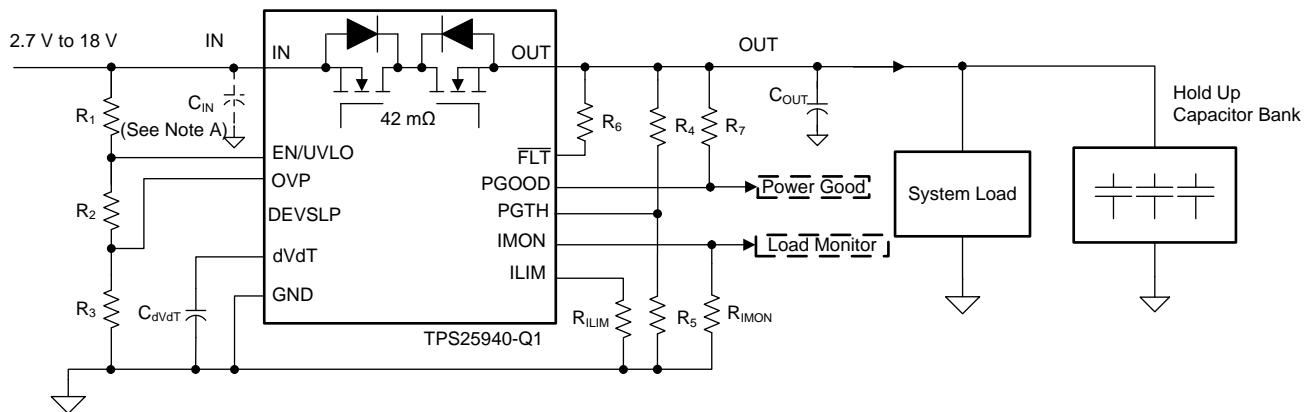 2.7 V to 18 V
IN
IN
OUT
OUT
42 mΩ
R1
CIN
(See Note A)
R6
R4
R7
COUT
Hold Up
Capacitor Bank
EN/UVLO
FLT
OVP
PGOOD
Power Good
System Load
R2
DEVSLP
PGTH
IMON
Load Monitor
dVdT
ILIM
GND
R3
CdVdT
RILIM
R5
RIMON
TPS25940-Q1